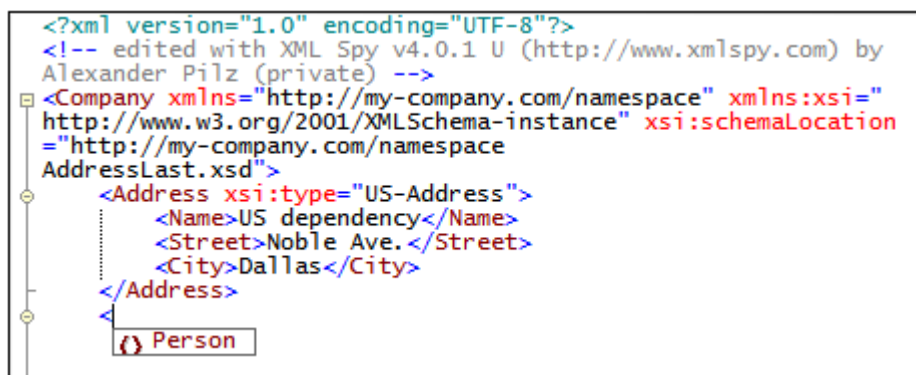 <?xml version="1.0" encoding="UTF-8"?>
<!-- edited with XML Spy v4.0.1 U (http://www.xmlspy.com) by
Alexander Pilz (private) -->
<Company xmlns="http://my-company.com/namespace" xmlns:xsi="
http://www.w3.org/2001/XMLSchema-instance" xsi:schemaLocation
="http://my-company.com/namespace
AddressLast.xsd">
<Address xsi:type="US-Address">
<Name>US dependency</Name>
<Street>Noble Ave.</Street>
<City>Dallas</City>
</Address>
<
{} Person